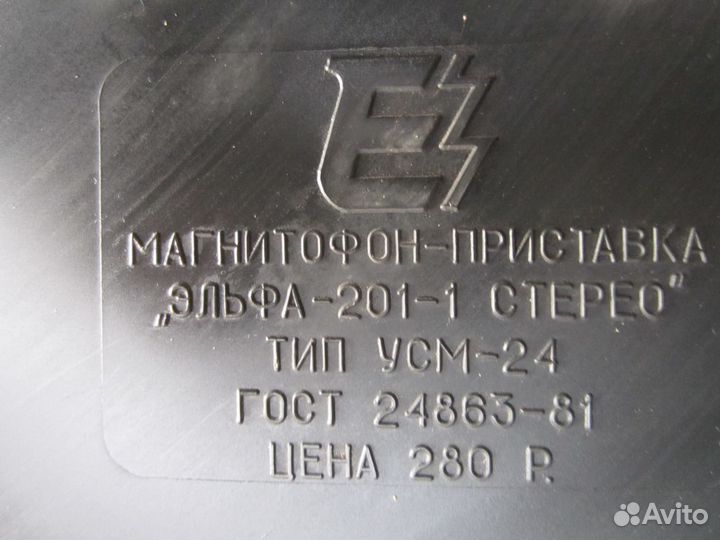 МАГНИТОФОН-ПРИСТАВКА
„ЭЛЬФА-201-1 СТЕРЕО"
ТИП УСМ-24
ГОСТ 24863-81
ЦЕНА 280 Р.
Avito